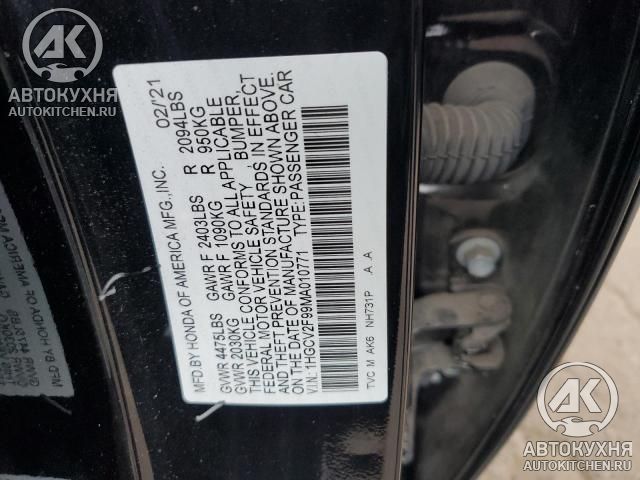 AK
АВТОКУХНЯ
AUTOKITCHEN.RU
MFD.BY HONDA OF AMERICA MFG.,INC. 02/'21
GVWR 4475LBS GAWR F 2403LBS R 2094LBS
GVWR 2030KG GAWR F 1090KG R 950KG
THIS VEHICLE CONFORMS TO ALL APPLICABLE
FEDERAL MOTOR VEHICLE SAFETY, BUMPER,
AND THEFT PREVENTION STANDARDS IN EFFECT
ON THE DATE OF MANUFACTURE SHOWN ABOVE.
V.I.N.:1HGCV2F99MA010771 TYPE:PASSENGER CAR
TVC M AK6 NH731P A A
AK
АВТОКУХНЯ
AUTOKITCHEN.RU